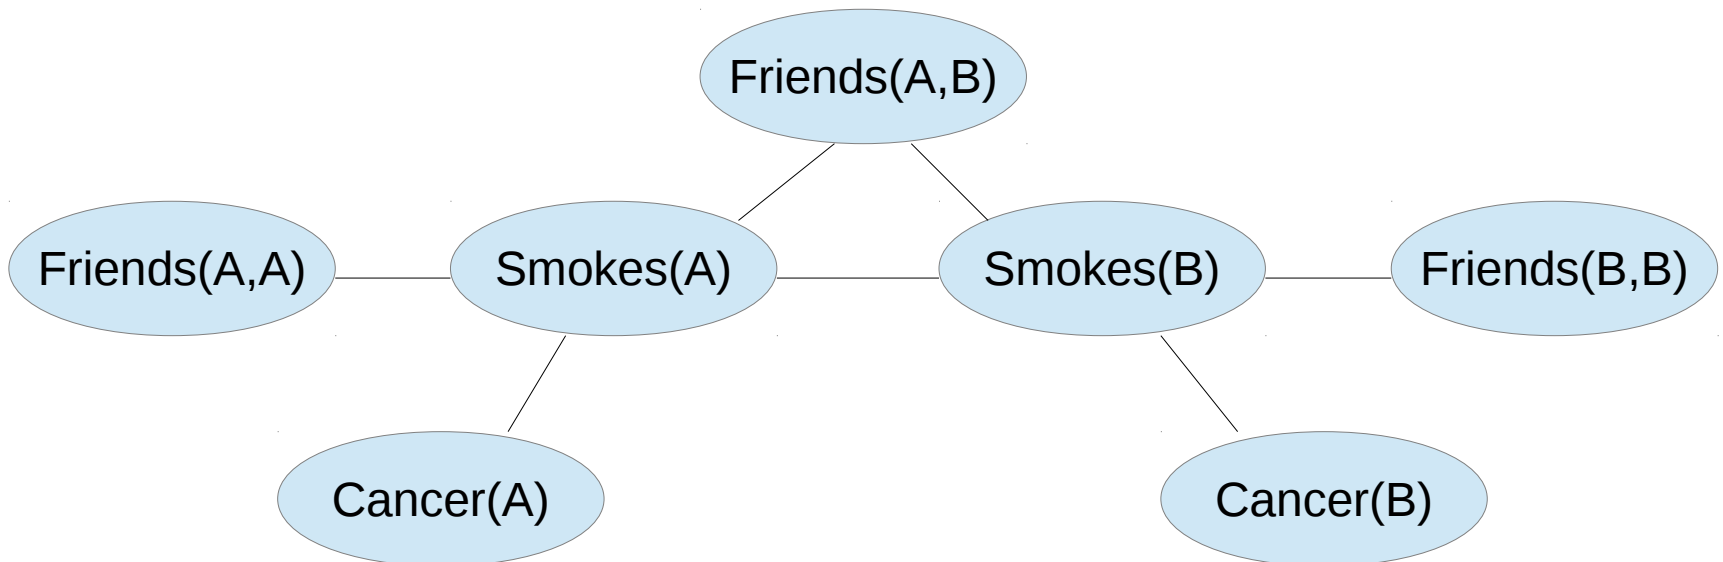 Friends(A,B)
Friends(A,A)
Smokes(A)
Smokes(B)
Friends(B,B)
Cancer(A)
Cancer(B)